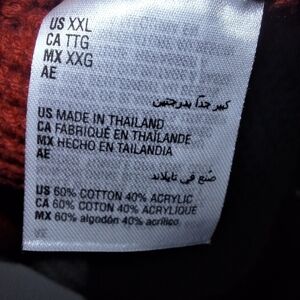 US XXL
CA TTG
MX XXG
AE
كبير جداً بدرجتين
US MADE IN THAILAND
CA FABRIQUÉ EN THAÏLANDE
MX HECHO EN TAILANDIA
AE
صنع في تايلاند
US 60% COTTON 40% ACRYLIC
CA 60% COTON 40% ACRYLIQUE
MX 60% algodón 40% acrílico